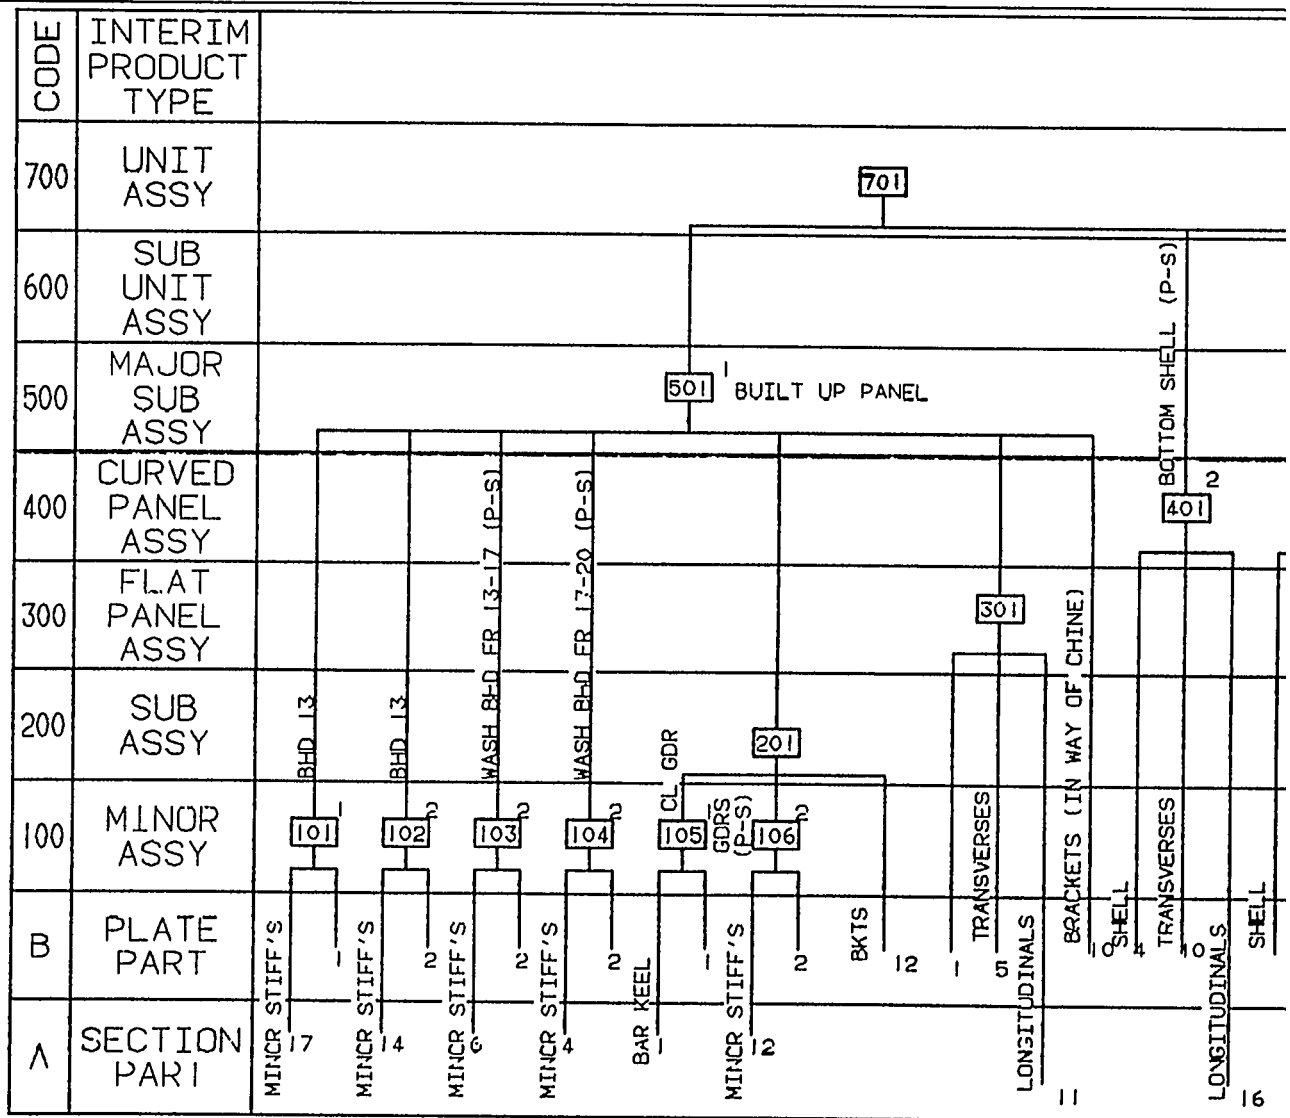 CODE
INTERIM
PRODUCT
TYPE
700
UNIT
ASSY
701
600
SUB
UNIT
ASSY
BOTTOM SHELL (P-S)
500
MAJOR
SUB
ASSY
501
1
BUILT UP PANEL
400
CURVED
PANEL
ASSY
401
2
300
FLAT
PANEL
ASSY
301
200
SUB
ASSY
BHD 13
BHD 13
WASH BHD FR 13-17 (P-S)
WASH BHD FR 17-20 (P-S)
CL GDR
201
100
MINOR
ASSY
101
1
102
2
103
2
104
2
105
GDRS
(P-S)
106
2
TRANSVERSES
BRACKETS (IN WAY OF CHINE)
SHELL
TRANSVERSES
SHELL
B
PLATE
PART
1
2
2
2
1
2
BKTS
12
1
5
LONGITUDINALS
10
4
10
LONGITUDINALS
A
SECTION
PART
MINOR STIFF'S
17
MINOR STIFF'S
14
MINOR STIFF'S
6
MINOR STIFF'S
4
BAR KEEL
1
MINOR STIFF'S
12
11
16